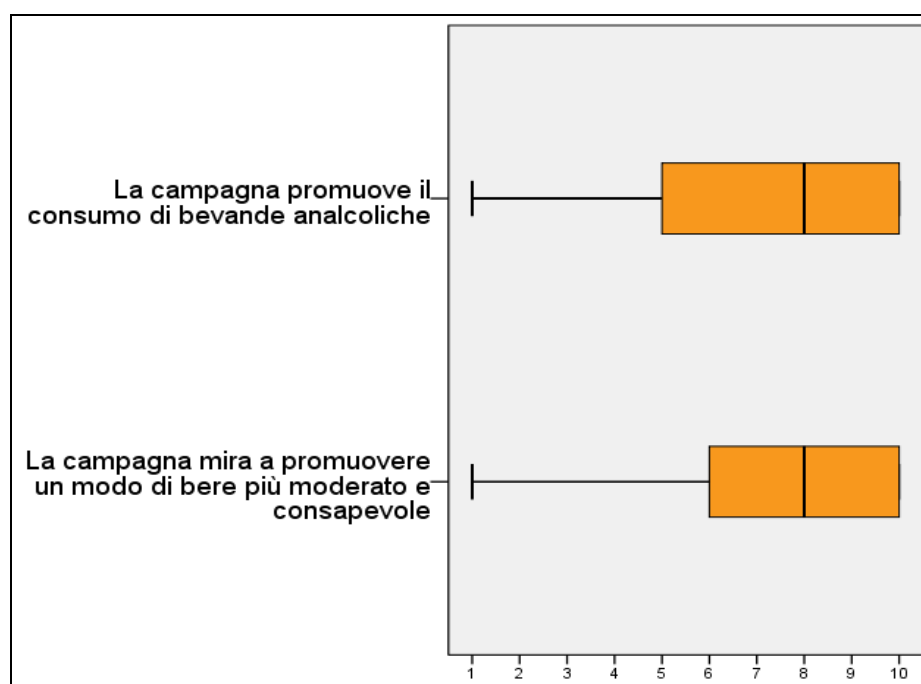 La campagna promuove il
consumo di bevande analcoliche
La campagna mira a promuovere
un modo di bere più moderato e
consapevole
1 2 3 4 5 6 7 8 9 10